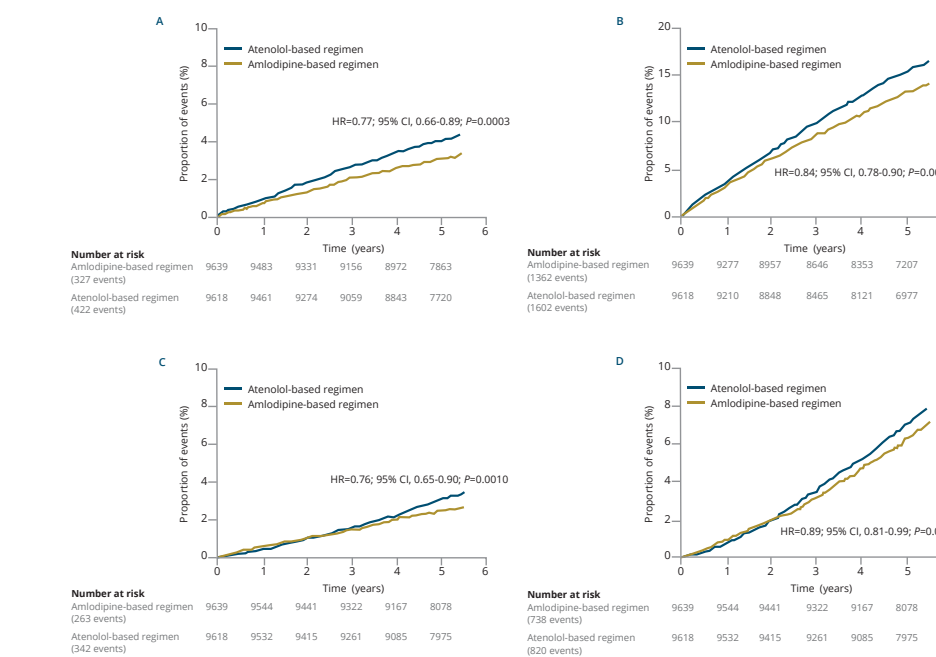 A
10
8
6
4
2
0
Proportion of events (%)
Atenolol-based regimen
Amlodipine-based regimen
HR=0.77; 95% CI, 0.66-0.89; P=0.0003
0 1 2 3 4 5 6
Time (years)
Number at risk
Amlodipine-based regimen 9639 9483 9331 9156 8972 7863
(327 events)
Atenolol-based regimen 9618 9461 9274 9059 8843 7720
(422 events)
B
20
15
10
5
0
Proportion of events (%)
Atenolol-based regimen
Amlodipine-based regimen
HR=0.84; 95% CI, 0.78-0.90; P=0.00
0 1 2 3 4 5
Time (years)
Number at risk
Amlodipine-based regimen 9639 9277 8957 8646 8353 7207
(1362 events)
Atenolol-based regimen 9618 9210 8848 8465 8121 6977
(1602 events)
C
10
8
6
4
2
0
Proportion of events (%)
Atenolol-based regimen
Amlodipine-based regimen
HR=0.76; 95% CI, 0.65-0.90; P=0.0010
0 1 2 3 4 5 6
Time (years)
Number at risk
Amlodipine-based regimen 9639 9544 9441 9322 9167 8078
(263 events)
Atenolol-based regimen 9618 9532 9415 9261 9085 7975
(342 events)
D
10
8
6
4
2
0
Proportion of events (%)
Atenolol-based regimen
Amlodipine-based regimen
HR=0.89; 95% CI, 0.81-0.99; P=0.0
0 1 2 3 4 5
Time (years)
Number at risk
Amlodipine-based regimen 9639 9544 9441 9322 9167 8078
(738 events)
Atenolol-based regimen 9618 9532 9415 9261 9085 7975
(820 events)